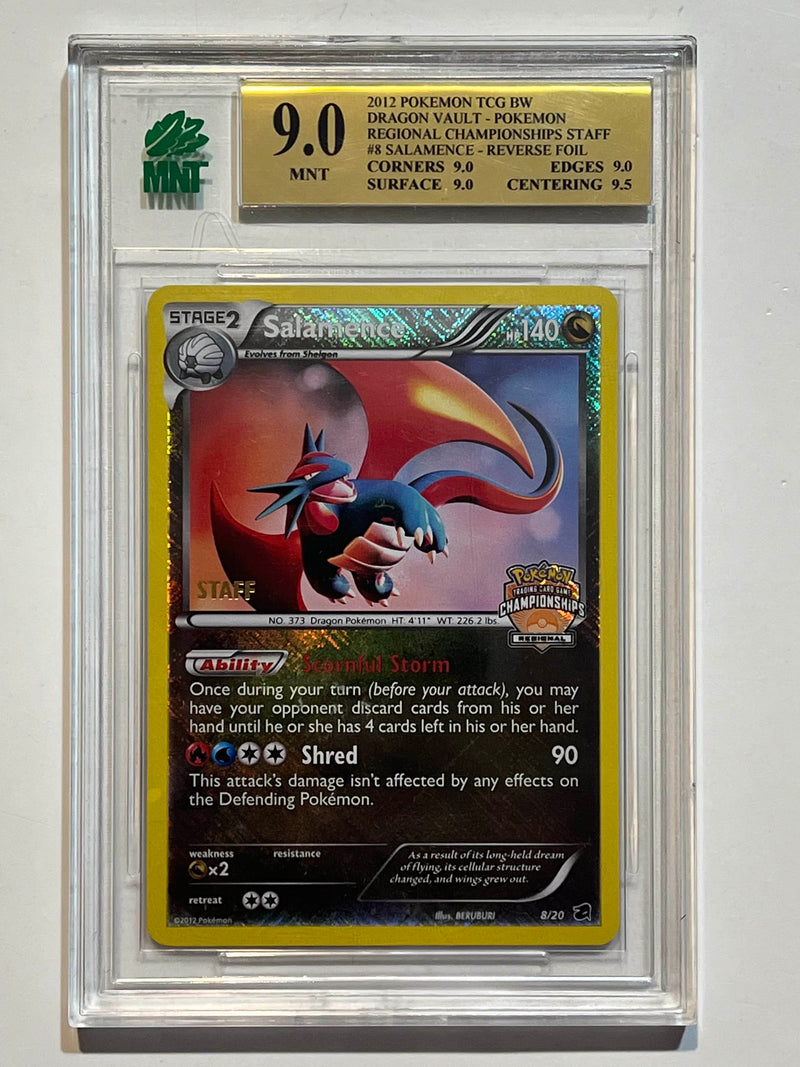 MNT
9.0
MNT
2012 POKEMON TCG BW
DRAGON VAULT - POKEMON
REGIONAL CHAMPIONSHIPS STAFF
#8 SALAMENCE - REVERSE FOIL
CORNERS 9.0 EDGES 9.0
SURFACE 9.0 CENTERING 9.5
STAGE2 Salamence HP140
Evolves from Shelgon
STAFF
Pokémon
TRADING CARD GAME
CHAMPIONSHIPS
REGIONAL
NO. 373 Dragon Pokémon HT: 4'11" WT: 226.2 lbs.
Ability Scornful Storm
Once during your turn (before your attack), you may
have your opponent discard cards from his or her
hand until he or she has 4 cards left in his or her hand.
Shred 90
This attack's damage isn't affected by any effects on
the Defending Pokémon.
weakness resistance
×2
retreat
As a result of its long-held dream
of flying, its cellular structure
changed, and wings grew out.
©2012 Pokémon
Illus. BERUBURI 8/20